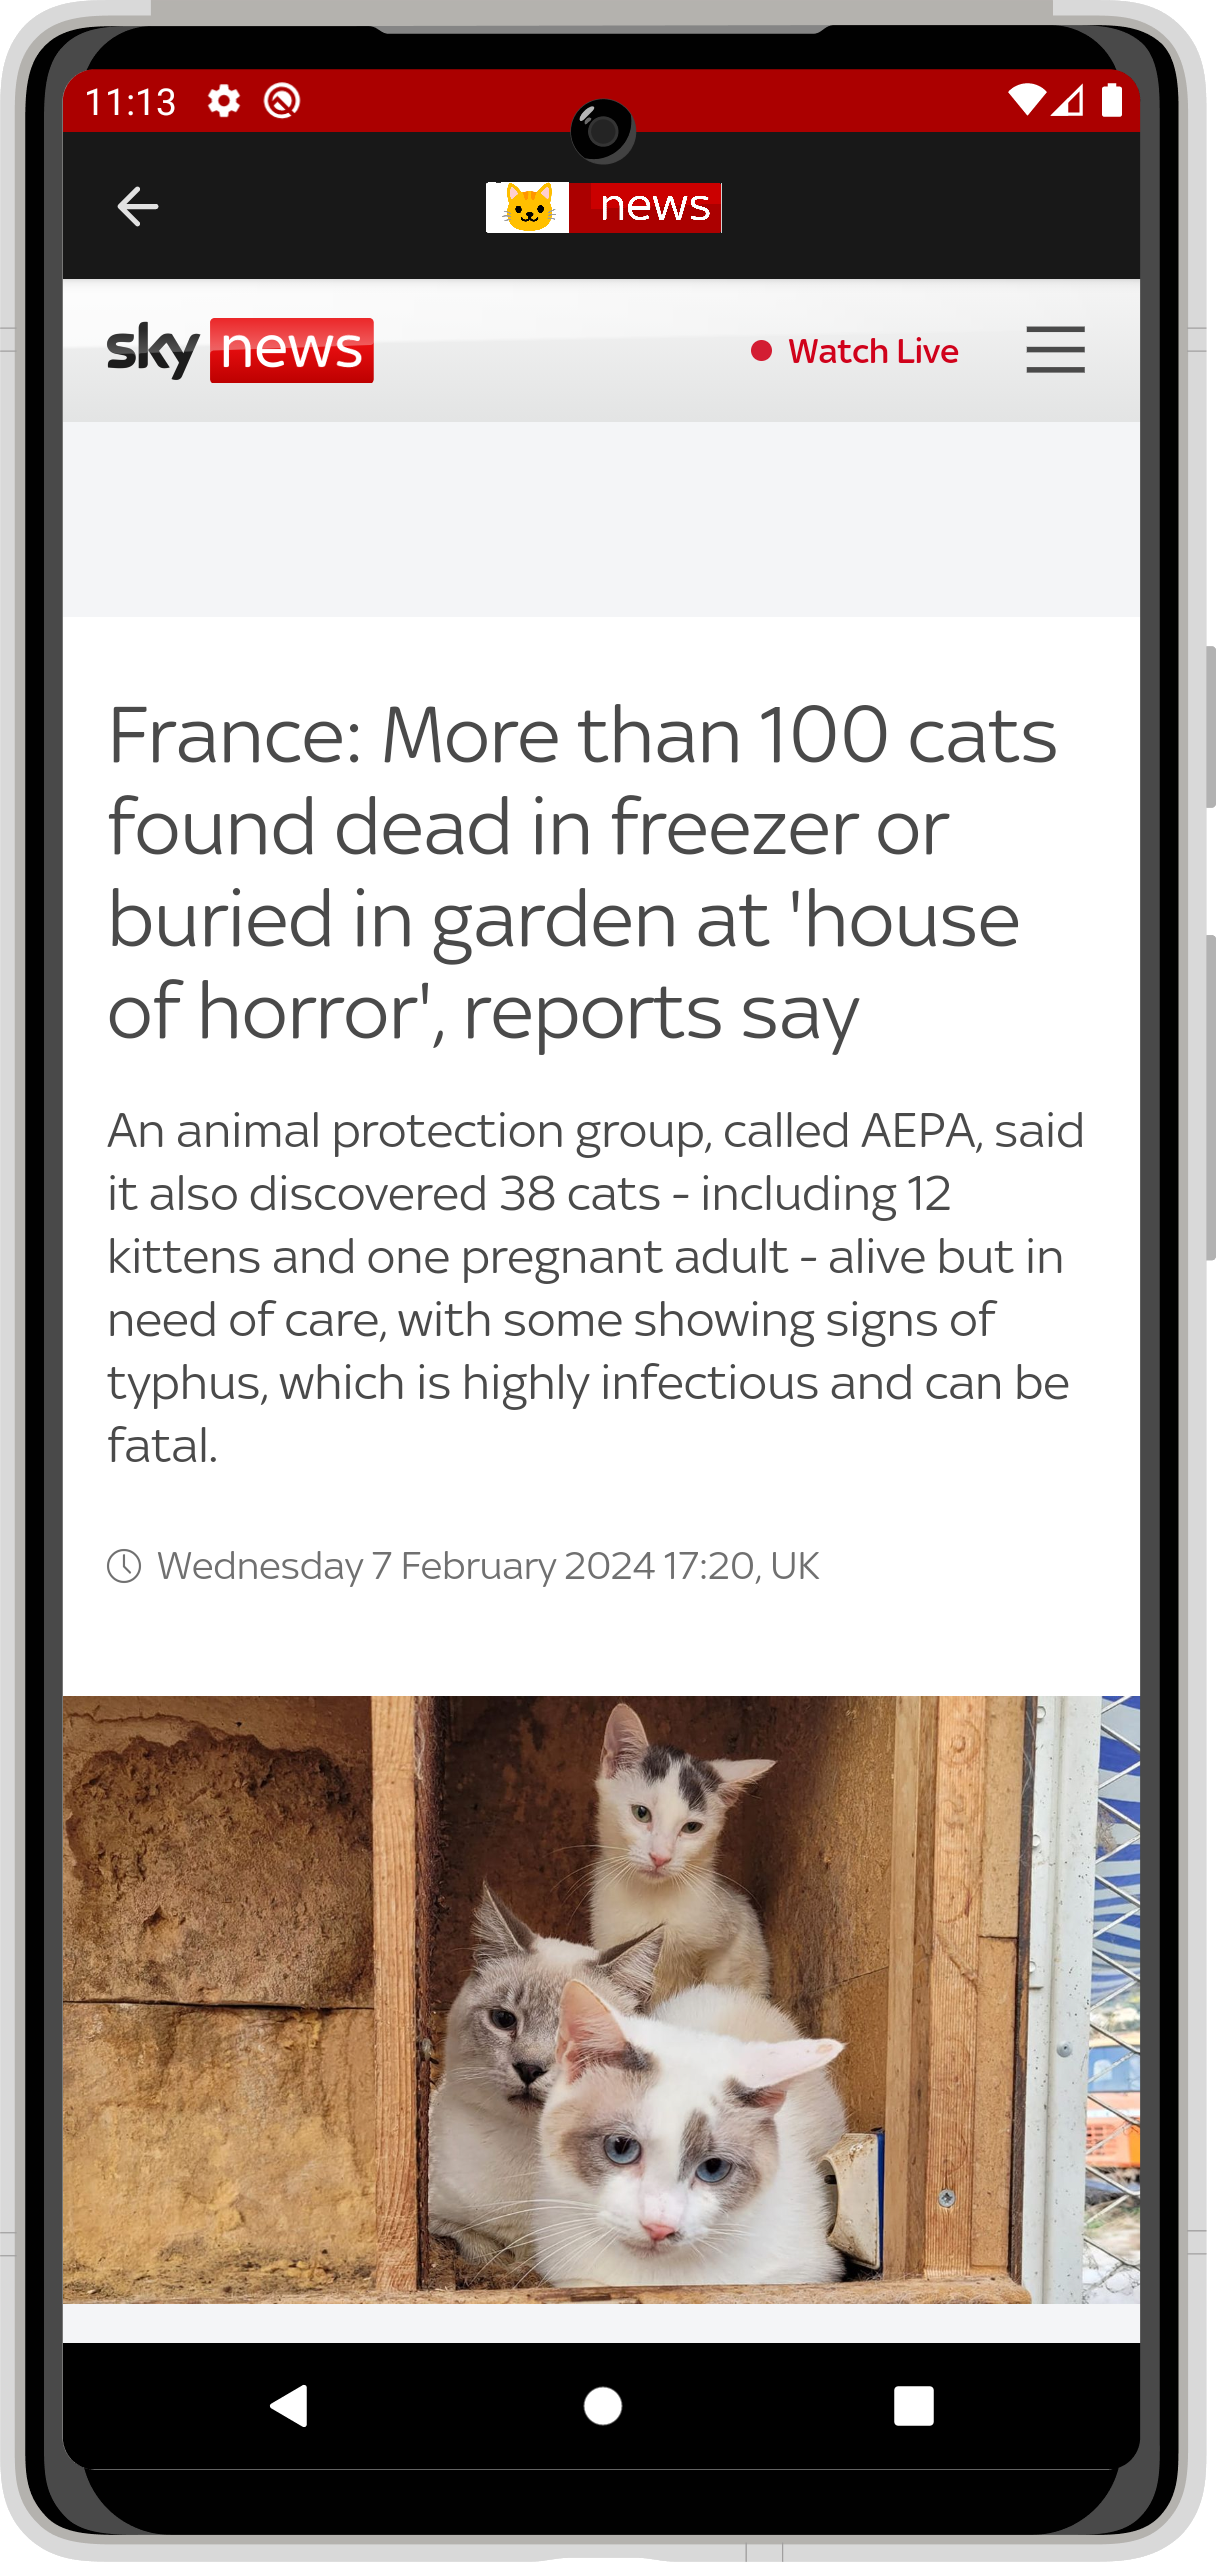 11:13
news
sky news
Watch Live
France: More than 100 cats
found dead in freezer or
buried in garden at 'house
of horror', reports say
An animal protection group, called AEPA, said
it also discovered 38 cats - including 12
kittens and one pregnant adult - alive but in
need of care, with some showing signs of
typhus, which is highly infectious and can be
fatal.
Wednesday 7 February 2024 17:20, UK